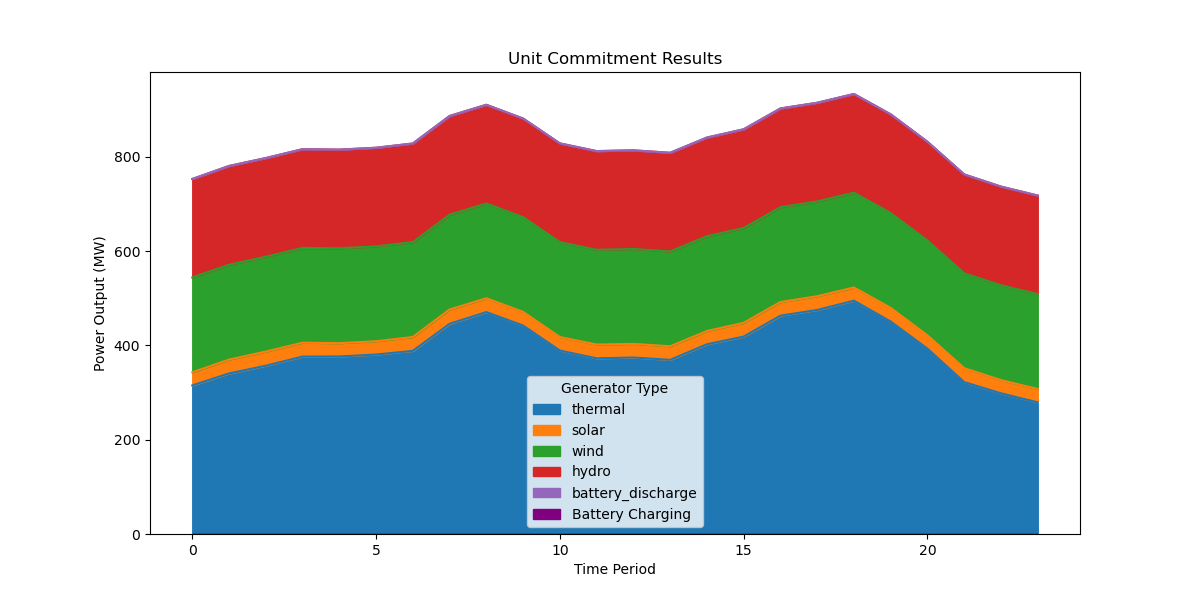 Unit Commitment Results
Power Output (MW)
800
600
400
200
0
Generator Type
thermal
solar
wind
hydro
battery_discharge
Battery Charging
0 5 10 15 20
Time Period